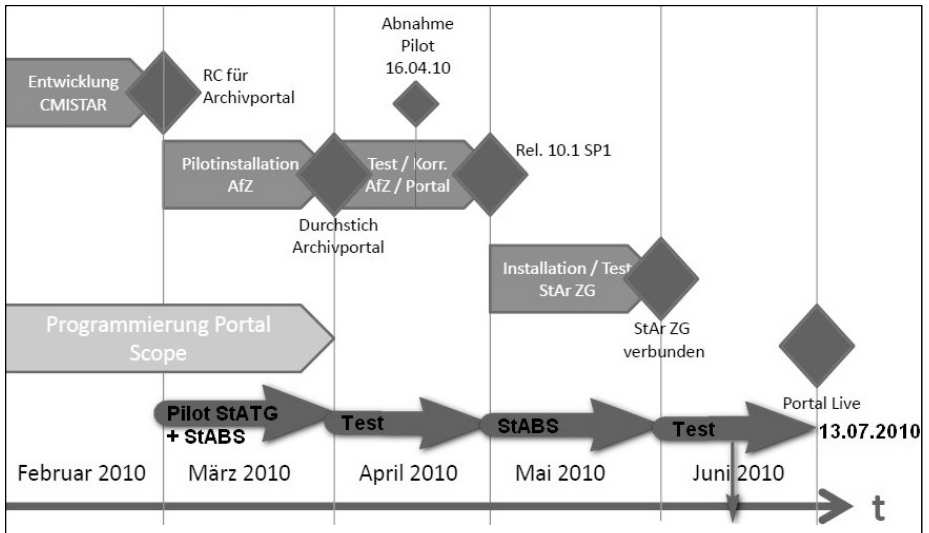 Abnahme
Pilot
16.04.10
Entwicklung
CMISTAR
RC für
Archivportal
Pilotinstallation
AfZ
Test / Korr.
AfZ / Portal
Rel. 10.1 SP1
Durchstich
Archivportal
Installation / Test
StAr ZG
StAr ZG
verbunden
Programmierung Portal
Scope
Portal Live
13.07.2010
Pilot StATG
+ StABS
Test
StABS
Test
Februar 2010
März 2010
April 2010
Mai 2010
Juni 2010
t